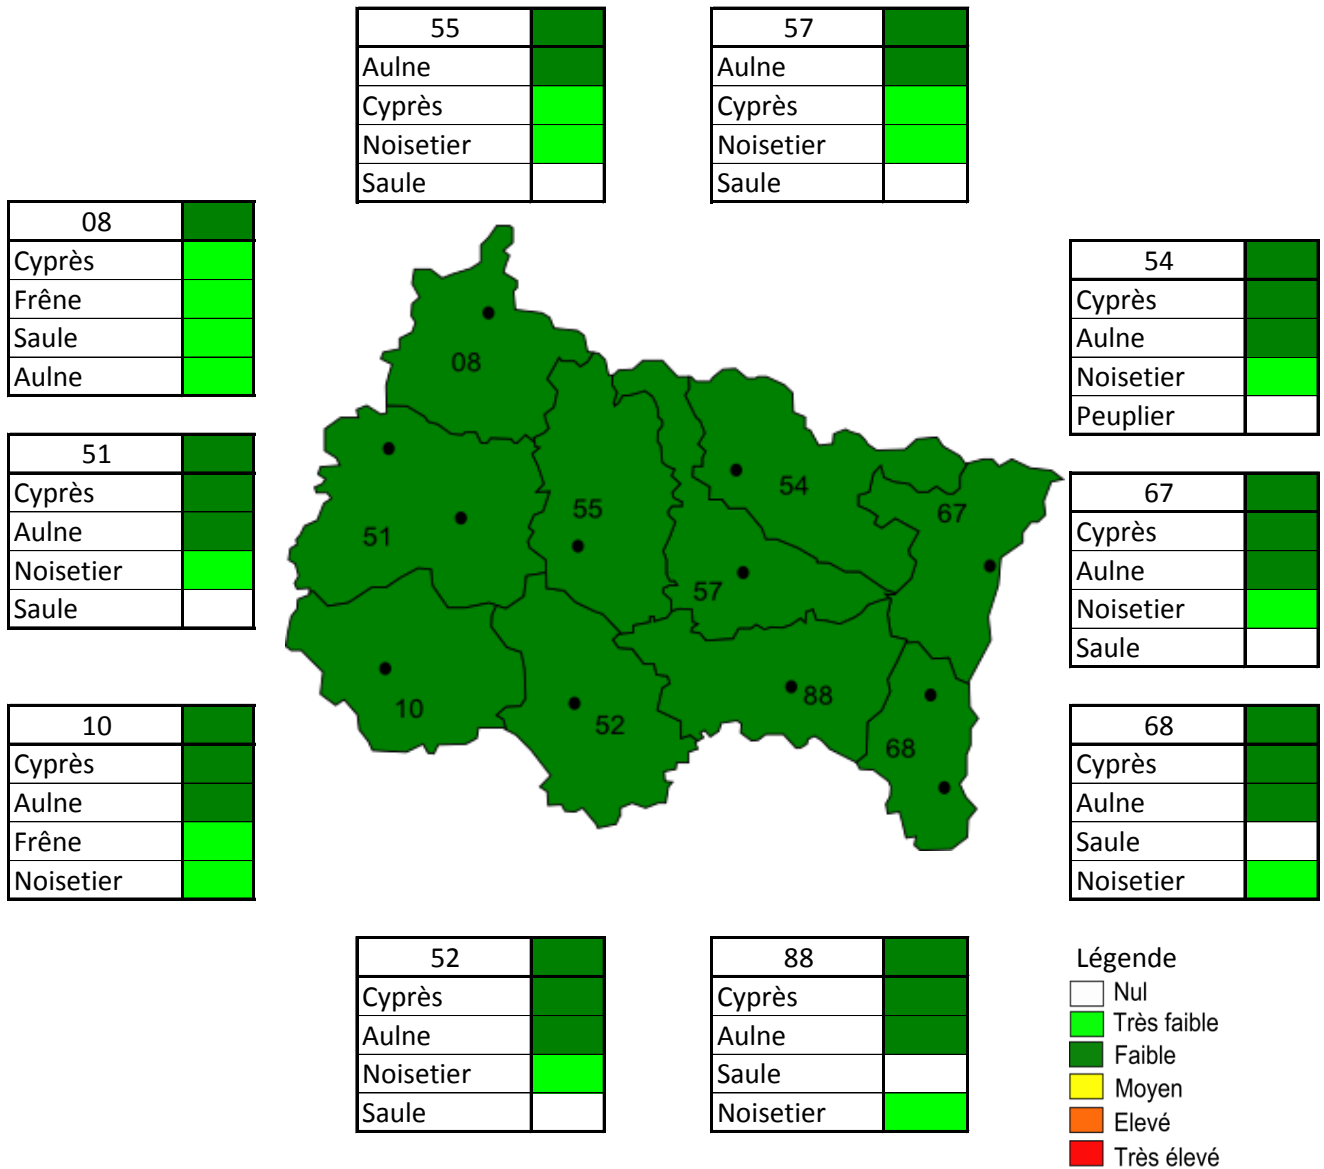 55
Aulne
Cyprès
Noisetier
Saule
57
Aulne
Cyprès
Noisetier
Saule
08
Cyprès
Frêne
Saule
Aulne
51
Cyprès
Aulne
Noisetier
Saule
10
Cyprès
Aulne
Frêne
Noisetier
08
54
55
67
51
57
88
10
52
68
54
Cyprès
Aulne
Noisetier
Peuplier
67
Cyprès
Aulne
Noisetier
Saule
68
Cyprès
Aulne
Saule
Noisetier
52
Cyprès
Aulne
Noisetier
Saule
88
Cyprès
Aulne
Saule
Noisetier
Légende
Nul
Très faible
Faible
Moyen
Elevé
Très élevé